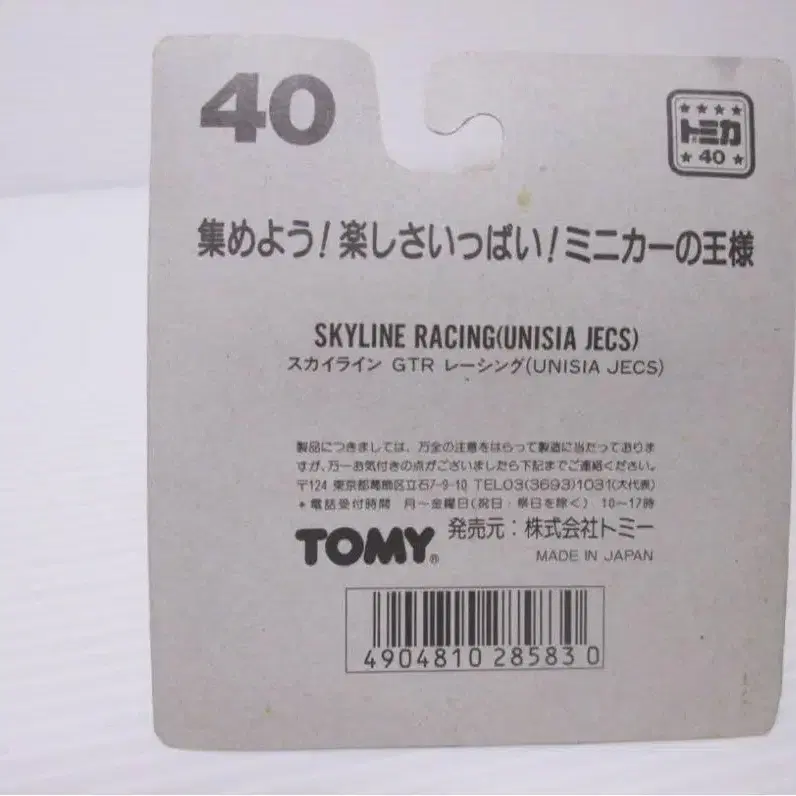 40
トミカ
40
集めよう!楽しさいっぱい!ミニカーの王様
SKYLINE RACING(UNISIA JECS)
スカイライン GTR レーシング(UNISIA JECS)
製品につきましては、万全の注意をはらって製造に当たっておりま
すが、万一お気付きの点がございましたら下記までご連絡ください。
〒124 東京都葛飾区立石7-9-10 TEL03(3693)1031(大代表)
*電話受付時間 月〜金曜日(祝日・祭日を除く) 10〜17時
TOMY® 発売元:株式会社トミー
MADE IN JAPAN
4904810 285830